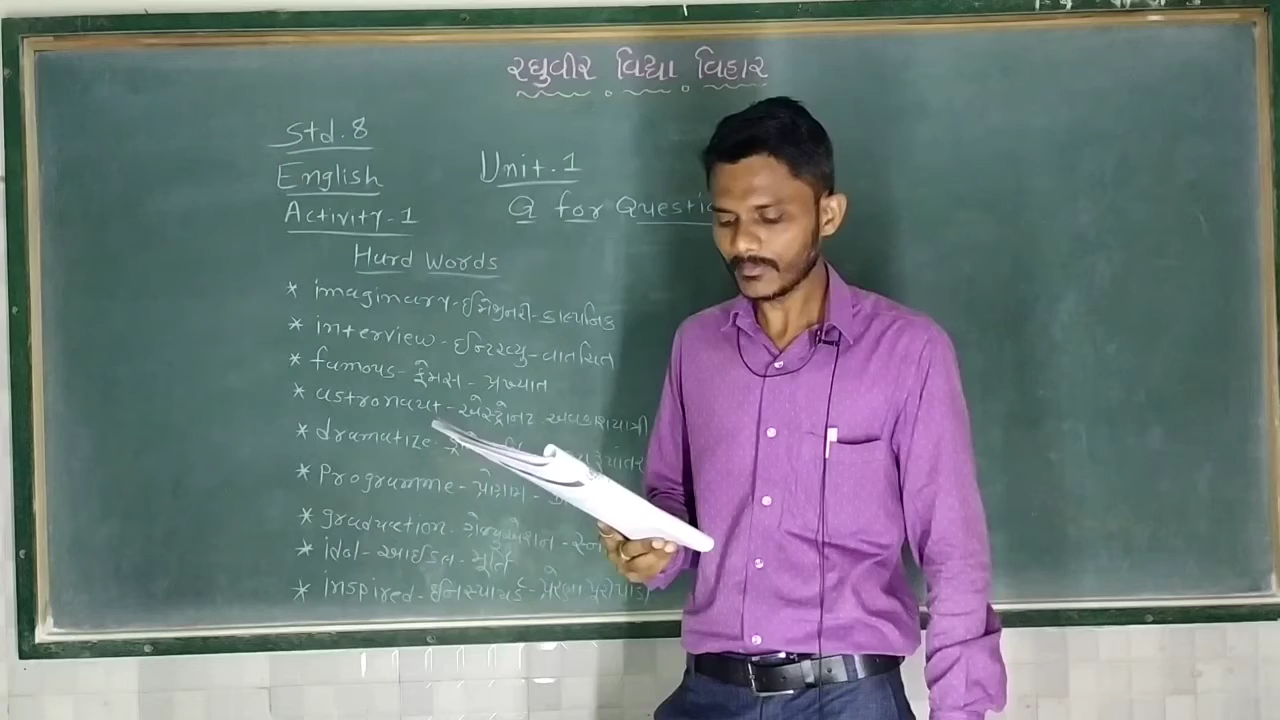 રઘુવીર વિદ્યા વિહાર
Std. 8
English
Unit. 1
Activity-1
Q for Questi
Hard Words
* imaginary - ઈમેજીનરી - કાલ્પનિક
* interview - ઈન્ટરવ્યુ - વાતચિત
* famous - ફેમસ - પ્રખ્યાત
* astronaut - એસ્ટ્રોનટ અવકાશયાત્રી
* dramatize
* Programme - પ્રોગ્રામ -
* graduation - ગ્રેજ્યુએશન -
* idol - આઈડલ - મૂર્તિ
* inspired - ઈન્સ્પાયર્ડ - પ્રેરણા